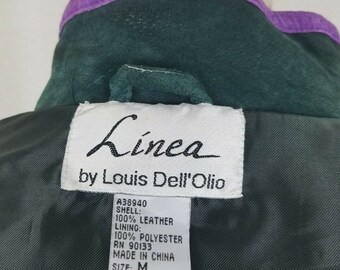 Linea
by Louis Dell'Olio
A38940
SHELL:
100% LEATHER
LINING:
100% POLYESTER
RN 90133
MADE IN CHINA
SIZE: M